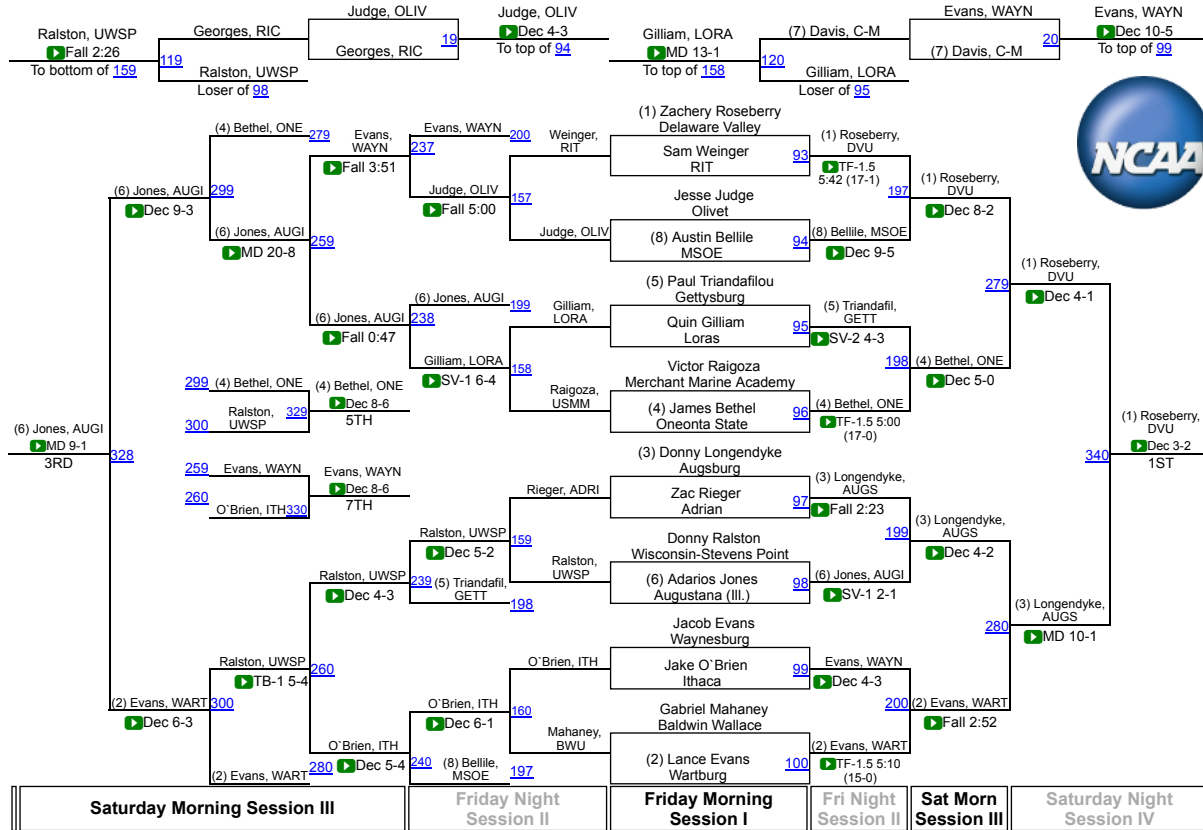 Judge, OLIV
Judge, OLIV
Ralston, UWSP
Georges, RIC
19
Dec 4-3
Fall 2:26
Georges, RIC
To top of 94
119
To bottom of 159
Ralston, UWSP
Loser of 98
Evans, WAYN
Evans, WAYN
Gilliam, LORA
(7) Davis, C-M
20
Dec 10-5
MD 13-1
(7) Davis, C-M
To top of 99
To top of 158
120
Gilliam, LORA
Loser of 95
NCAA
(1) Zachery Roseberry
Delaware Valley
Sam Weinger
RIT
93
Jesse Judge
Olivet
(8) Austin Bellile
MSOE
94
(5) Paul Triandafilou
Gettysburg
Quin Gilliam
Loras
95
Victor Raigoza
Merchant Marine Academy
(4) James Bethel
Oneonta State
96
(3) Donny Longendyke
Augsburg
Zac Rieger
Adrian
97
Donny Ralston
Wisconsin-Stevens Point
(6) Adarios Jones
Augustana (Ill.)
98
Jacob Evans
Waynesburg
Jake O`Brien
Ithaca
99
Gabriel Mahaney
Baldwin Wallace
(2) Lance Evans
Wartburg
100
(1) Roseberry,
DVU
TF-1.5
5:42 (17-1)
197
(8) Bellile, MSOE
Dec 9-5
(5) Triandafil,
GETT
SV-2 4-3
198
(4) Bethel, ONE
TF-1.5 5:00
(17-0)
(3) Longendyke,
AUGS
Fall 2:23
199
(6) Jones, AUGI
SV-1 2-1
Evans, WAYN
Dec 4-3
200
(2) Evans, WART
TF-1.5 5:10
(15-0)
(1) Roseberry,
DVU
Dec 8-2
279
(4) Bethel, ONE
Dec 5-0
(3) Longendyke,
AUGS
Dec 4-2
280
(2) Evans, WART
Fall 2:52
(1) Roseberry,
DVU
Dec 4-1
340
(3) Longendyke,
AUGS
MD 10-1
(1) Roseberry,
DVU
Dec 3-2
1ST
Weinger,
RIT
157
Judge, OLIV
Gilliam,
LORA
158
Raigoza,
USMM
Rieger, ADRI
159
Ralston,
UWSP
O`Brien, ITH
160
Mahaney,
BWU
Evans, WAYN
200
237
Judge, OLIV
Fall 5:00
(6) Jones, AUGI
199
238
Gilliam, LORA
SV-1 6-4
Ralston, UWSP
Dec 5-2
239
(5) Triandafil,
GETT
198
O`Brien, ITH
Dec 6-1
240
(8) Bellile,
MSOE
197
Evans,
WAYN
Fall 3:51
259
(6) Jones, AUGI
Fall 0:47
Ralston, UWSP
Dec 4-3
260
O`Brien, ITH
Dec 5-4
(4) Bethel, ONE
279
299
(6) Jones, AUGI
MD 20-8
Ralston, UWSP
TB-1 5-4
300
(2) Evans, WART
280
(6) Jones, AUGI
Dec 9-3
328
(2) Evans, WART
Dec 6-3
(6) Jones, AUGI
MD 9-1
3RD
299
(4) Bethel, ONE
(4) Bethel, ONE
300
Ralston,
UWSP
329
Dec 8-6
5TH
259
Evans, WAYN
Evans, WAYN
260
O`Brien, ITH
330
Dec 8-6
7TH
Saturday Morning Session III
Friday Night
Session II
Friday Morning
Session I
Fri Night
Session II
Sat Morn
Session III
Saturday Night
Session IV